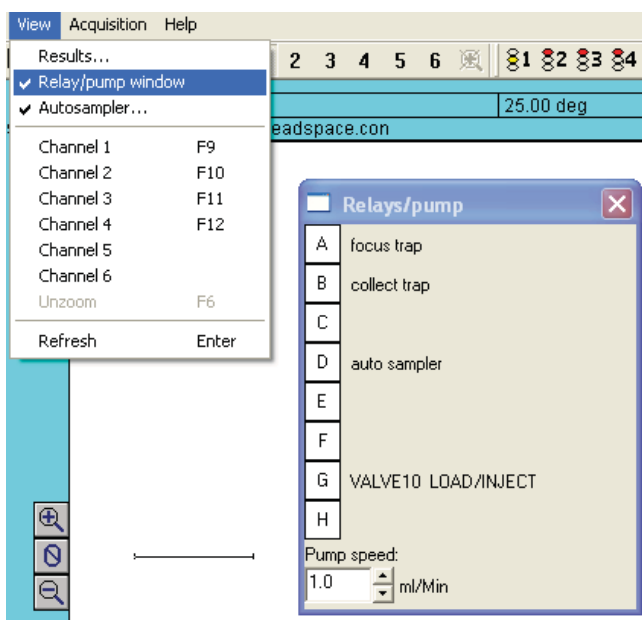 View Acquisition Help
Results...
Relay/pump window
Autosampler...
Channel 1 F9
Channel 2 F10
Channel 3 F11
Channel 4 F12
Channel 5
Channel 6
Unzoom F6
Refresh Enter
2 3 4 5 6 1 2 3 4
25.00 deg
eadspace.con
Relays/pump
A focus trap
B collect trap
C
D auto sampler
E
F
G VALVE10 LOAD/INJECT
H
Pump speed:
1.0 ml/Min
0